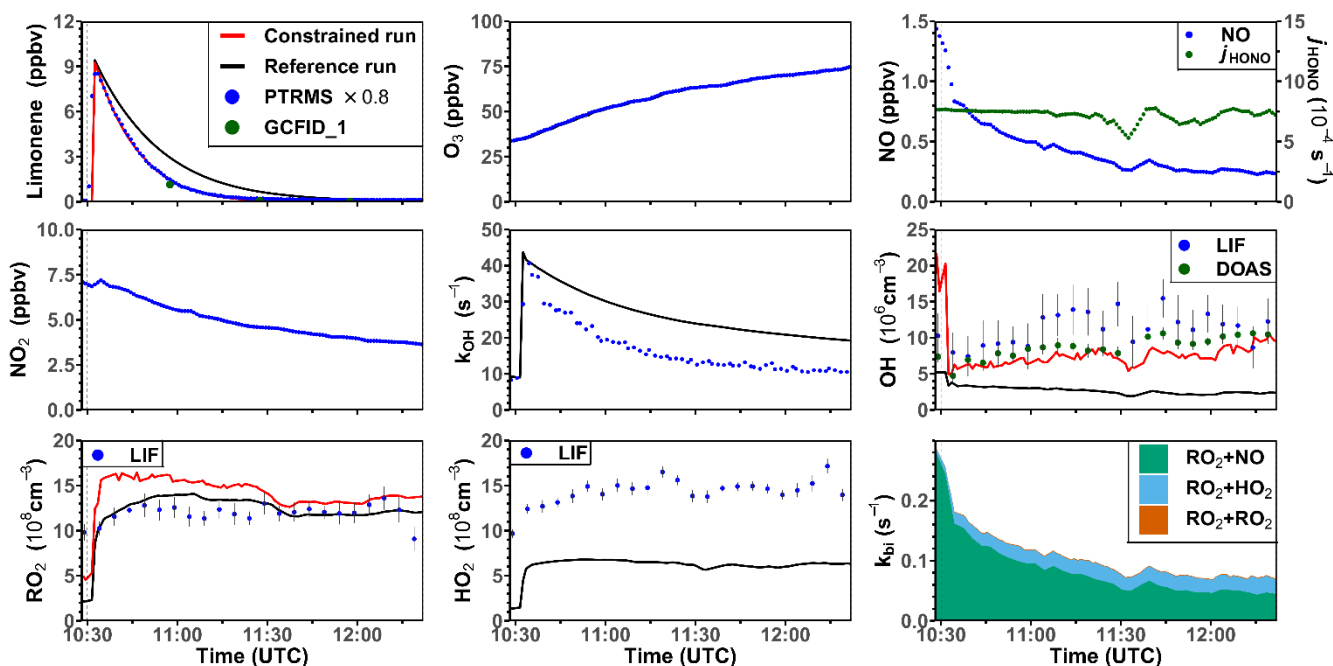 Limonene (ppbv)
12
9
6
3
0
Constrained run
Reference run
PTRMS × 0.8
GCFID_1
O3 (ppbv)
100
75
50
25
0
NO (ppbv)
1.5
1.0
0.5
0.0
NO
jHONO
15
10
5
0
jHONO (10−4 s−1)
NO2 (ppbv)
10.0
7.5
5.0
2.5
0.0
kOH (s−1)
50
40
30
20
10
0
OH (10⁶cm−3)
25
20
15
10
5
0
LIF
DOAS
RO2 (10⁸cm−3)
20
15
10
5
0
LIF
10:30 11:00 11:30 12:00
Time (UTC)
HO2 (10⁸cm−3)
20
15
10
5
0
LIF
10:30 11:00 11:30 12:00
Time (UTC)
kbi (s−1)
0.2
0.1
0.0
RO2+NO
RO2+HO2
RO2+RO2
10:30 11:00 11:30 12:00
Time (UTC)